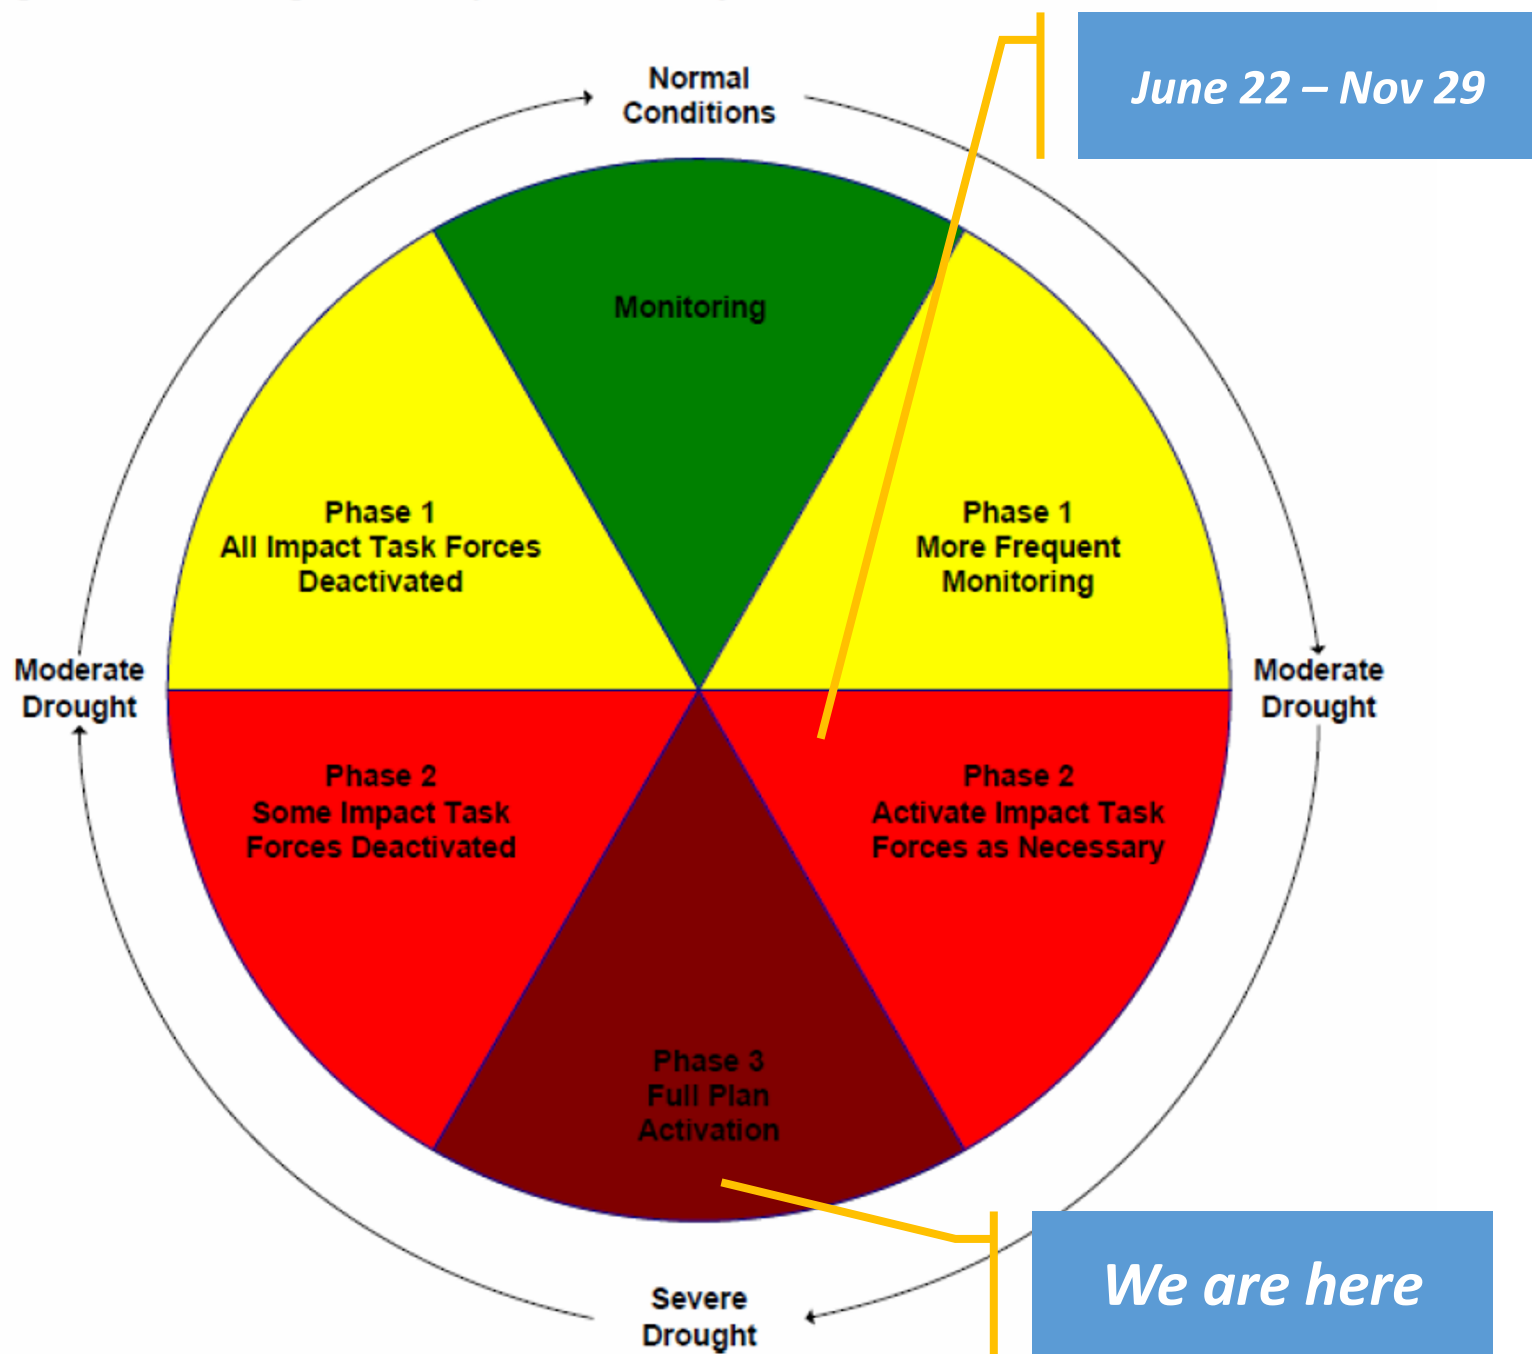 Normal
Conditions
June 22 – Nov 29
Monitoring
Phase 1
All Impact Task Forces
Deactivated
Phase 1
More Frequent
Monitoring
Moderate
Drought
Moderate
Drought
Phase 2
Some Impact Task
Forces Deactivated
Phase 2
Activate Impact Task
Forces as Necessary
Phase 3
Full Plan
Activation
We are here
Severe
Drought